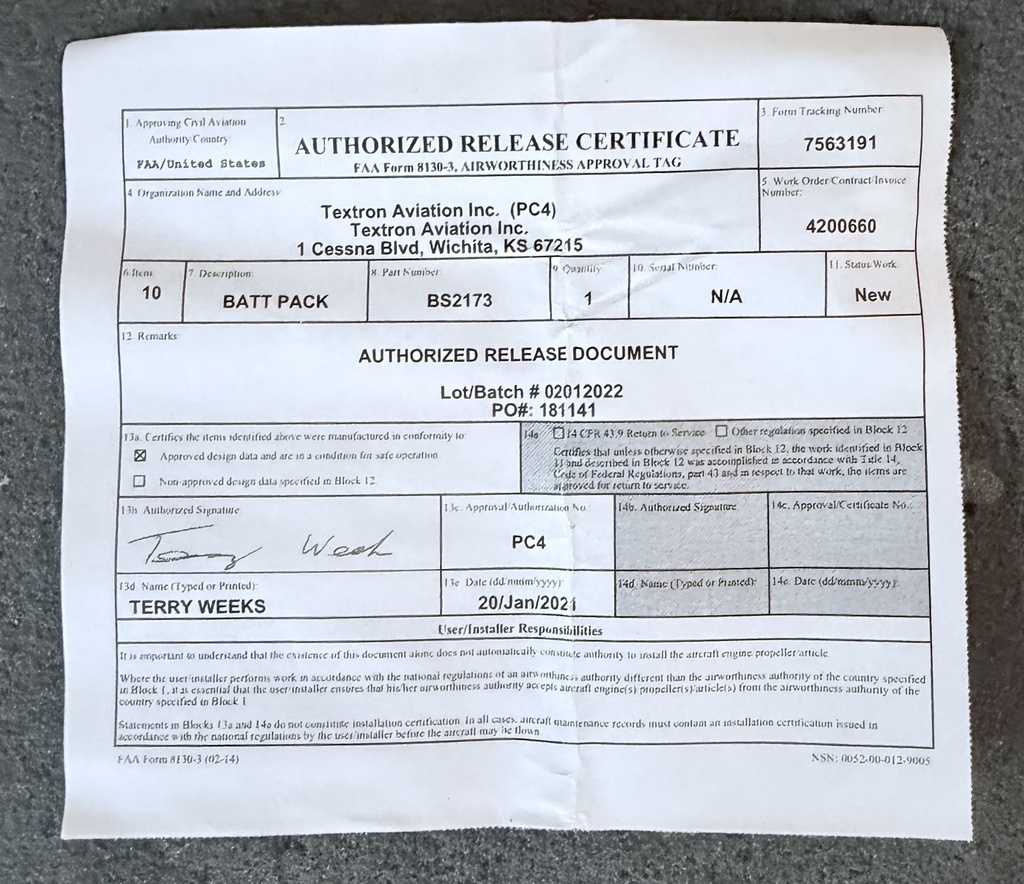 1. Approving Civil Aviation
Authority/Country
FAA/United States
2.
AUTHORIZED RELEASE CERTIFICATE
FAA Form 8130-3, AIRWORTHINESS APPROVAL TAG
3. Form Tracking Number
7563191
4. Organization Name and Address
Textron Aviation Inc. (PC4)
Textron Aviation Inc.
1 Cessna Blvd, Wichita, KS 67215
5. Work Order Contract/Invoice
Number:
4200660
6. Item
10
7. Description:
BATT PACK
8. Part Number:
BS2173
9. Quantity:
1
10. Serial Number:
N/A
11. Status Work
New
12. Remarks:
AUTHORIZED RELEASE DOCUMENT
Lot/Batch # 02012022
PO#: 181141
13a. Certifies the items identified above were manufactured in conformity to:
Approved design data and are in a condition for safe operation
Non-approved design data specified in Block 12
14a 14 CFR 43.9 Return to Service Other regulation specified in Block 12
Certifies that unless otherwise specified in Block 12, the work identified in Block
11 and described in Block 12 was accomplished in accordance with Title 14,
Code of Federal Regulations, part 43 and in respect to that work, the items are
approved for return to service.
13b Authorized Signature
Terry Weeks
13c. Approval/Authorization No.
PC4
14b. Authorized Signature
14c. Approval/Certificate No.:
13d. Name (Typed or Printed):
TERRY WEEKS
13e Date (dd/mmm/yyyy):
20/Jan/2021
14d. Name (Typed or Printed):
14e. Date (dd/mmm/yyyy):
User/Installer Responsibilities
It is important to understand that the existence of this document alone does not automatically constitute authority to install the aircraft engine propeller/article.
Where the user/installer performs work in accordance with the national regulations of an airworthiness authority different than the airworthiness authority of the country specified
in Block 1, it is essential that the user/installer ensures that his/her airworthiness authority accepts aircraft engine(s) propeller(s)/article(s) from the airworthiness authority of the
country specified in Block 1
Statements in Blocks 13a and 14a do not constitute installation certification. In all cases, aircraft maintenance records must contain an installation certification issued in
accordance with the national regulations by the user/installer before the aircraft may be flown
FAA Form 8130-3 (02-14)
NSN: 0052-00-012-9005